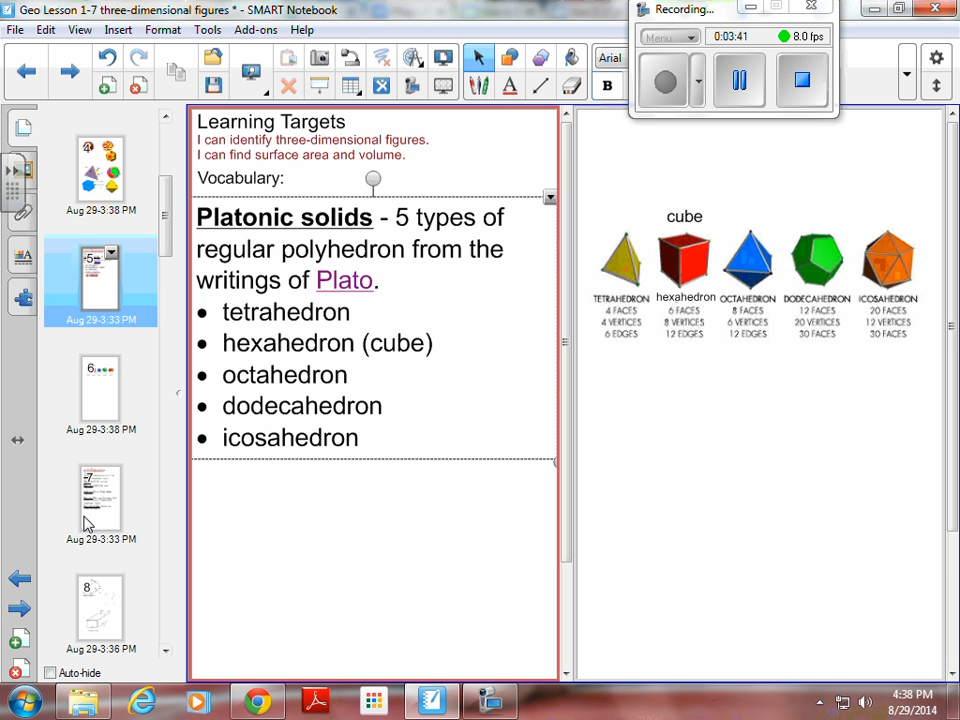 Geo Lesson 1-7 three-dimensional figures * - SMART Notebook
Recording...
File Edit View Insert Format Tools Add-ons Help
Menu 0:03:41 8.0 fps
Arial
B
Learning Targets
I can identify three-dimensional figures.
I can find surface area and volume.
Vocabulary:
Platonic solids - 5 types of
regular polyhedron from the
writings of Plato.
• tetrahedron
• hexahedron (cube)
• octahedron
• dodecahedron
• icosahedron
cube
TETRAHEDRON hexahedron OCTAHEDRON DODECAHEDRON ICOSAHEDRON
4 FACES 6 FACES 8 FACES 12 FACES 20 FACES
4 VERTICES 8 VERTICES 6 VERTICES 20 VERTICES 12 VERTICES
6 EDGES 12 EDGES 12 EDGES 30 FACES 30 FACES
4
Aug 29-3:38 PM
5
Aug 29-3:33 PM
6
Aug 29-3:38 PM
7
Aug 29-3:33 PM
8
Aug 29-3:36 PM
Auto-hide
4:38 PM
8/29/2014